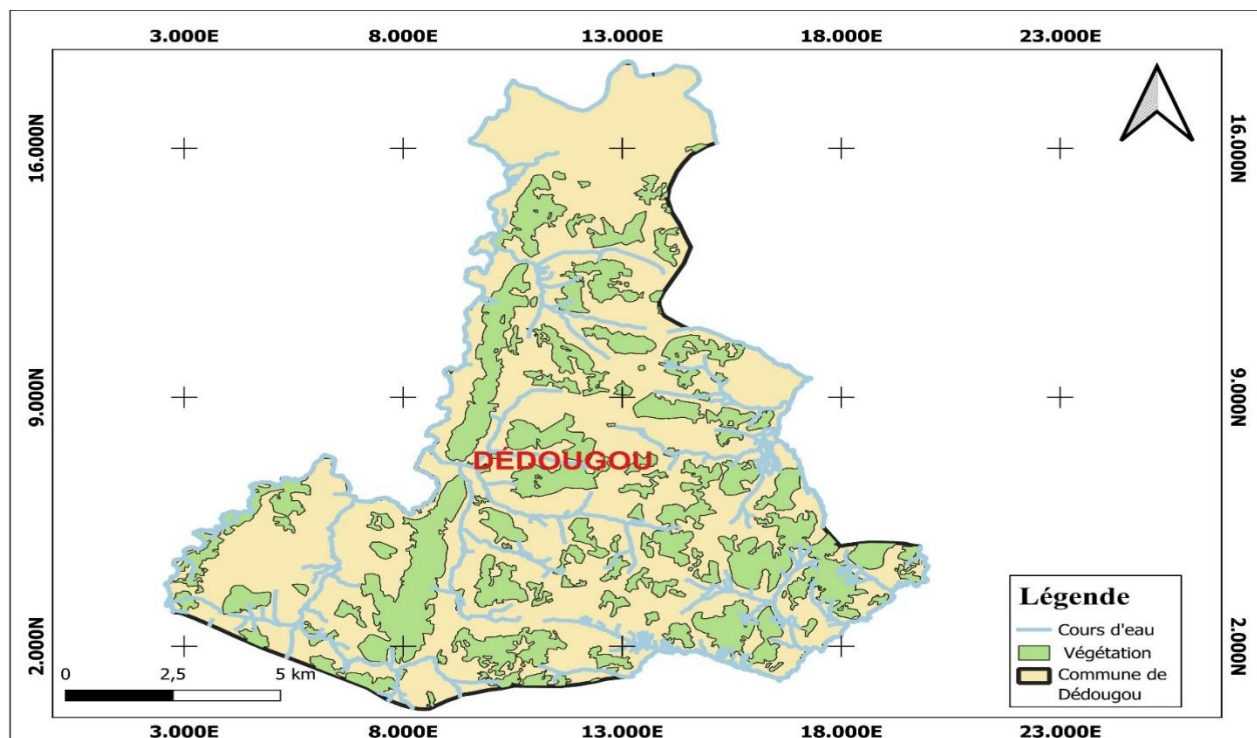 3.000E 8.000E 13.000E 18.000E 23.000E
16.000N 16.000N
9.000N 9.000N
DÉDOUGOU
2.000N 2.000N
Légende
Cours d'eau
Végétation
Commune de
Dédougou
0 2,5 5 km
3.000E 8.000E 13.000E 18.000E 23.000E